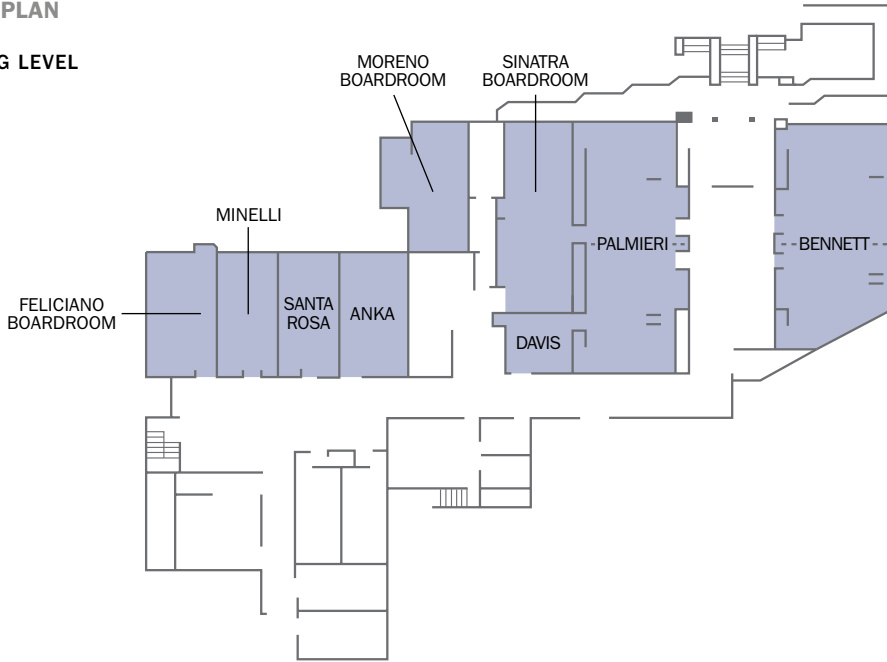 PLAN
G LEVEL
MORENO
BOARDROOM
SINATRA
BOARDROOM
MINELLI
FELICIANO
BOARDROOM
SANTA
ROSA
ANKA
PALMIERI
BENNETT
DAVIS